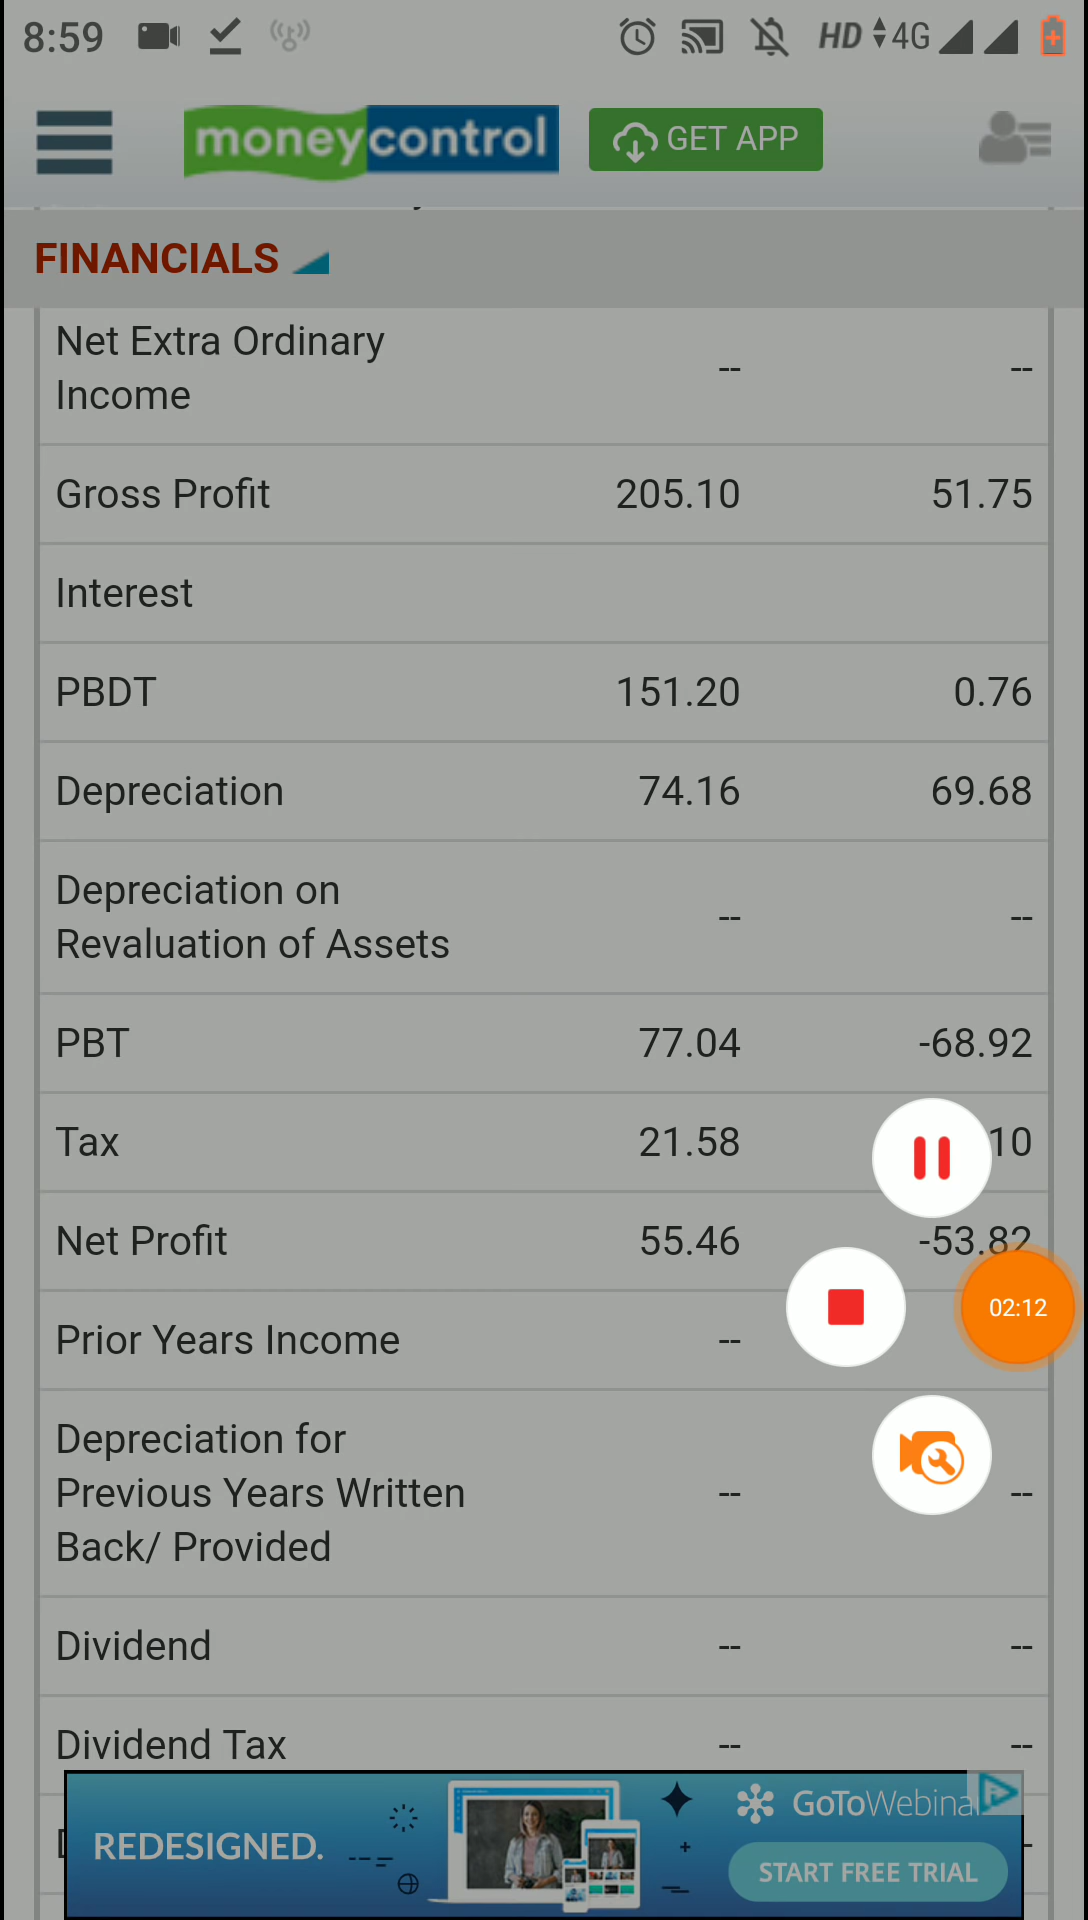 8:59 HD 4G
moneycontrol GET APP
FINANCIALS
Net Extra Ordinary
Income -- --
Gross Profit 205.10 51.75
Interest
PBDT 151.20 0.76
Depreciation 74.16 69.68
Depreciation on
Revaluation of Assets -- --
PBT 77.04 -68.92
Tax 21.58 10
Net Profit 55.46 -53.82
02:12
Prior Years Income --
Depreciation for
Previous Years Written
Back/ Provided -- --
Dividend -- --
Dividend Tax -- --
REDESIGNED.
GoToWebinar
START FREE TRIAL